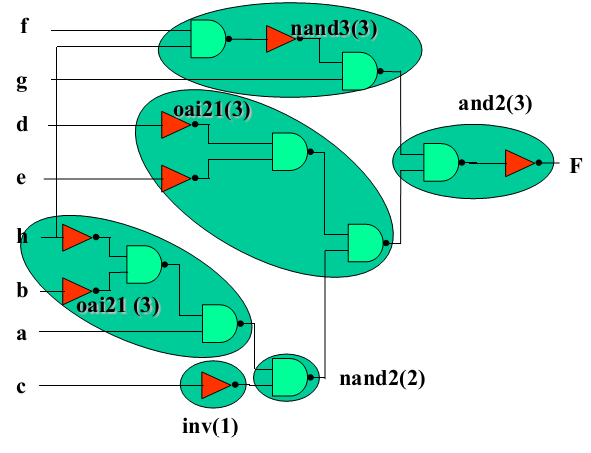 f
nand3(3)
g
oai21(3)
and2(3)
d
F
e
h
b
oai21 (3)
a
c
nand2(2)
inv(1)